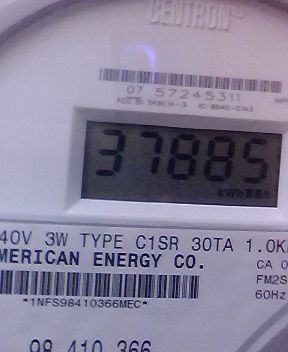 CENTRON®
07 57245311
37885
kWh
40V 3W TYPE C1SR 30TA 1.0K
MERICAN ENERGY CO.
CA 0
FM2S
60Hz
*1NFS98410366MEC*
98 410 366